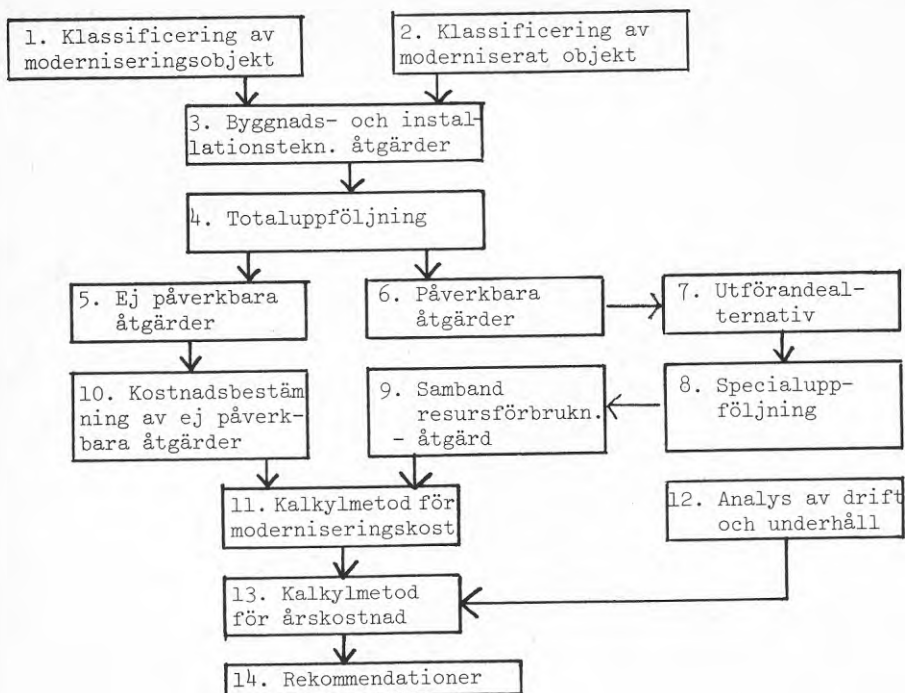 1. Klassificering av
moderniseringsobjekt
2. Klassificering av
moderniserat objekt
3. Byggnads- och instal-
lationstekn. åtgärder
4. Totaluppföljning
5. Ej påverkbara
åtgärder
6. Påverkbara
åtgärder
7. Utförandeal-
ternativ
10. Kostnadsbestäm
ning av ej påverk-
bara åtgärder
9. Samband
resursförbrukn.
- åtgärd
8. Specialupp-
följning
11. Kalkylmetod för
moderniseringskost
12. Analys av drift
och underhåll
13. Kalkylmetod
för årskostnad
14. Rekommendationer